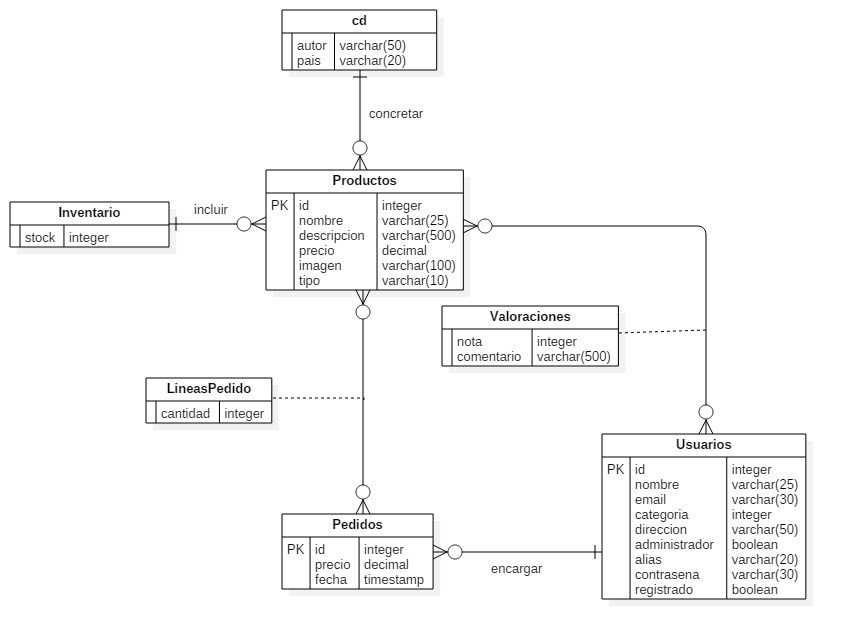 cd
autor varchar(50)
pais varchar(20)
concretar
Productos
PK id integer
nombre varchar(25)
descripcion varchar(500)
precio decimal
imagen varchar(100)
tipo varchar(10)
Inventario
stock integer
incluir
Valoraciones
nota integer
comentario varchar(500)
LineasPedido
cantidad integer
Usuarios
PK id integer
nombre varchar(25)
email varchar(30)
categoria integer
direccion varchar(50)
administrador boolean
alias varchar(20)
contrasena varchar(30)
registrado boolean
Pedidos
PK id integer
precio decimal
fecha timestamp
encargar